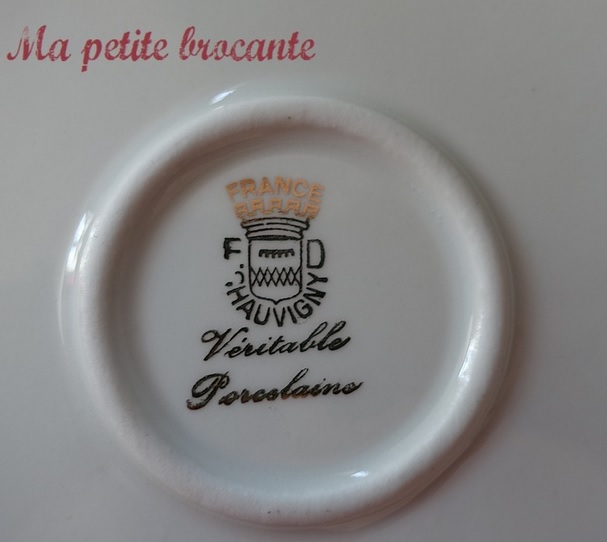 Ma petite brocante
FRANCE
F D
CHAUVIGNY
Véritable
Porcelaine